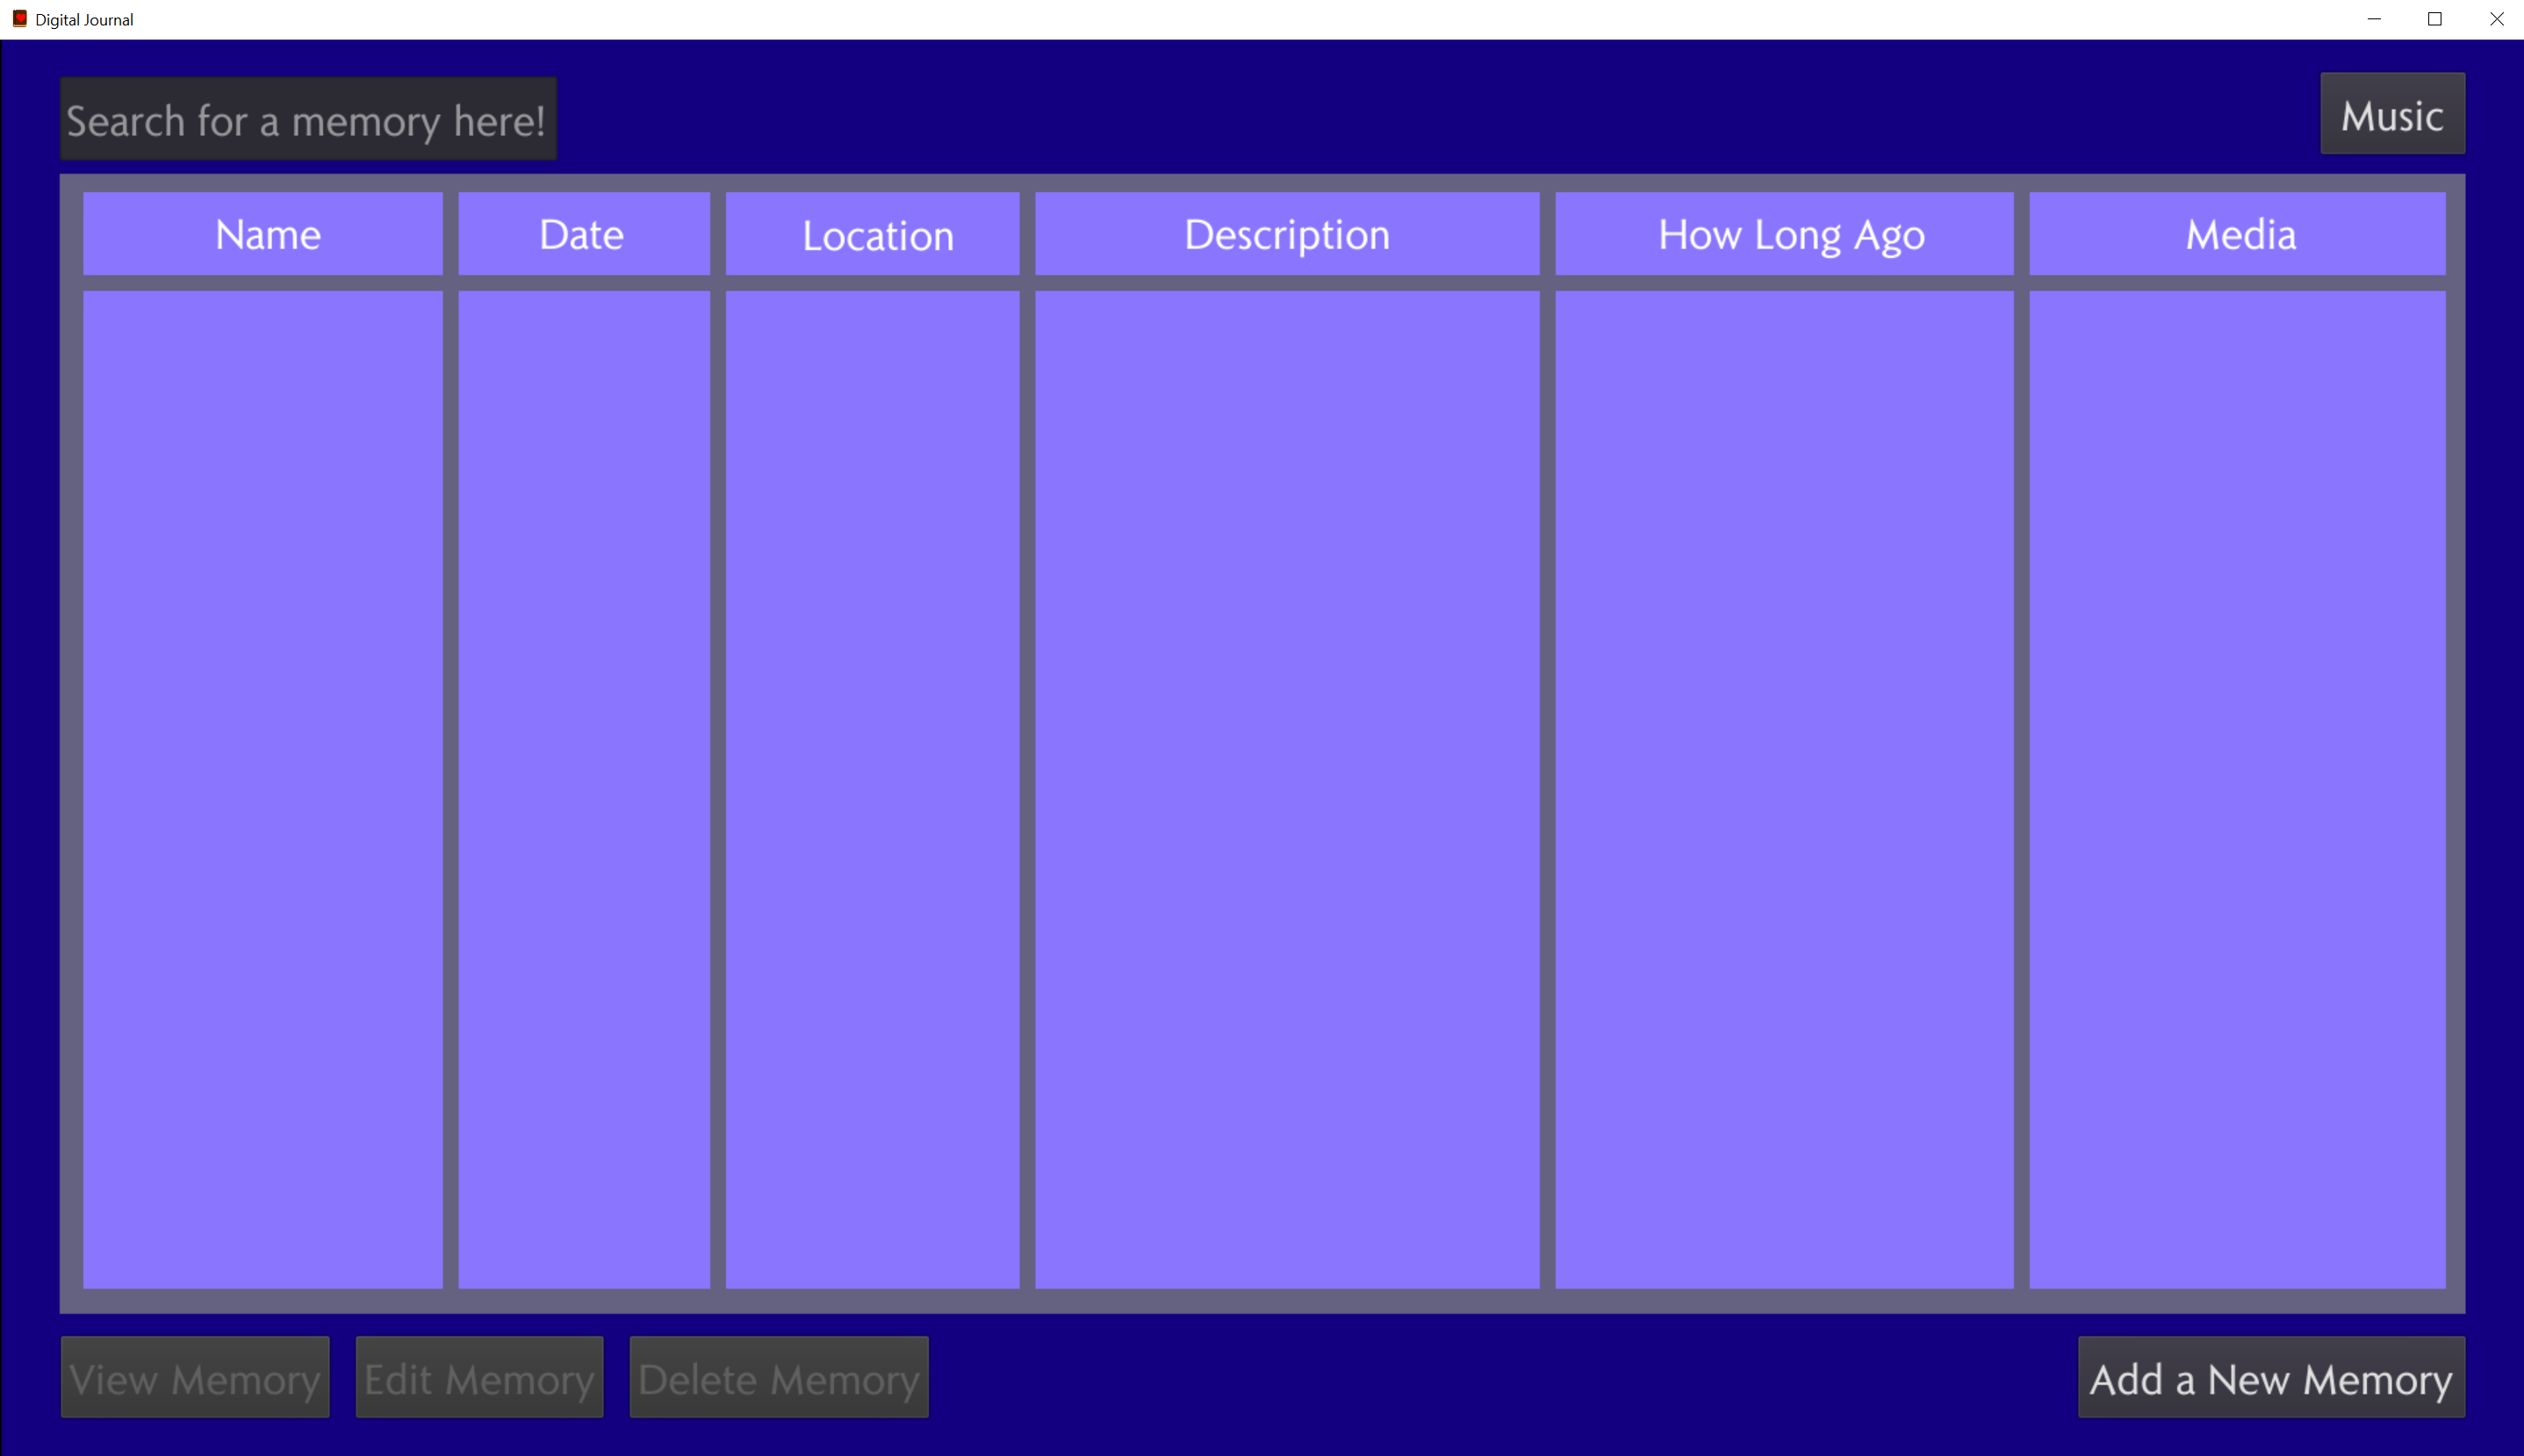 Digital Journal
Search for a memory here!
Music
Name Date Location Description How Long Ago Media
View Memory Edit Memory Delete Memory Add a New Memory